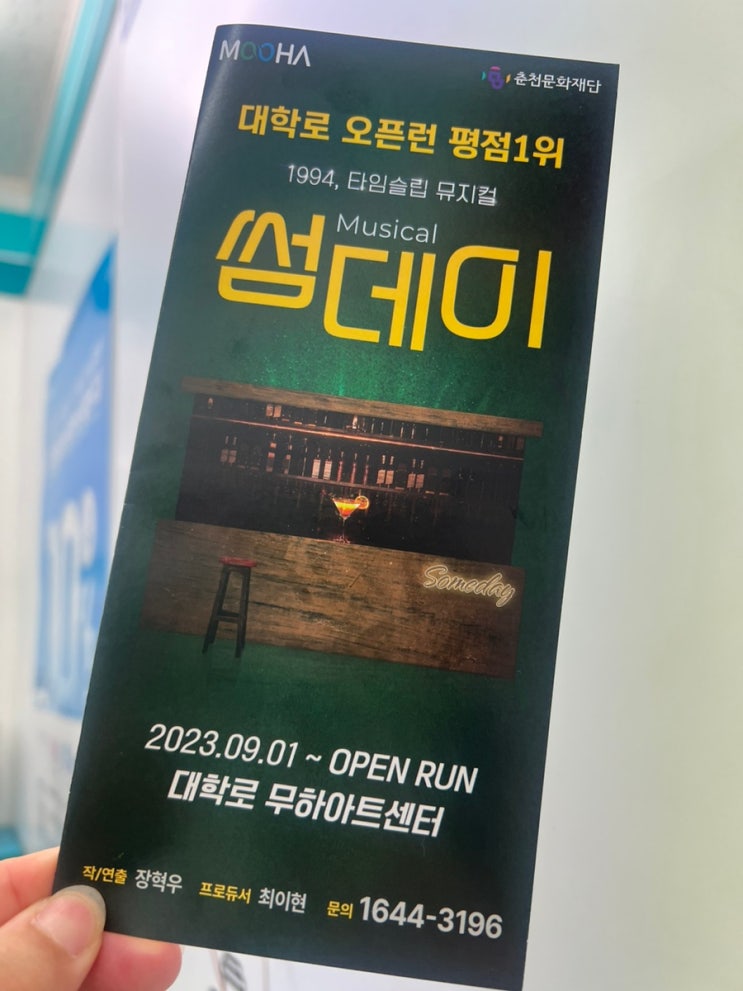 MOOHA
춘천문화재단
대학로 오픈런 평점1위
1994, 타임슬립 뮤지컬
Musical
썸데이
Someday
2023.09.01 ~ OPEN RUN
대학로 무하아트센터
작/연출 장혁우 프로듀서 최이현 문의 1644-3196